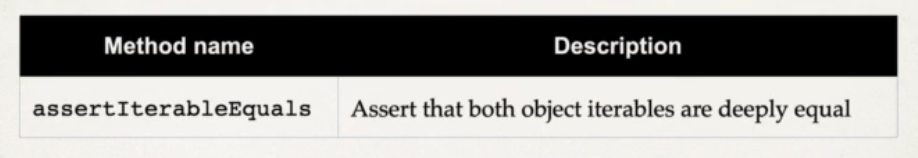 Method name Description
assertIterableEquals Assert that both object iterables are deeply equal